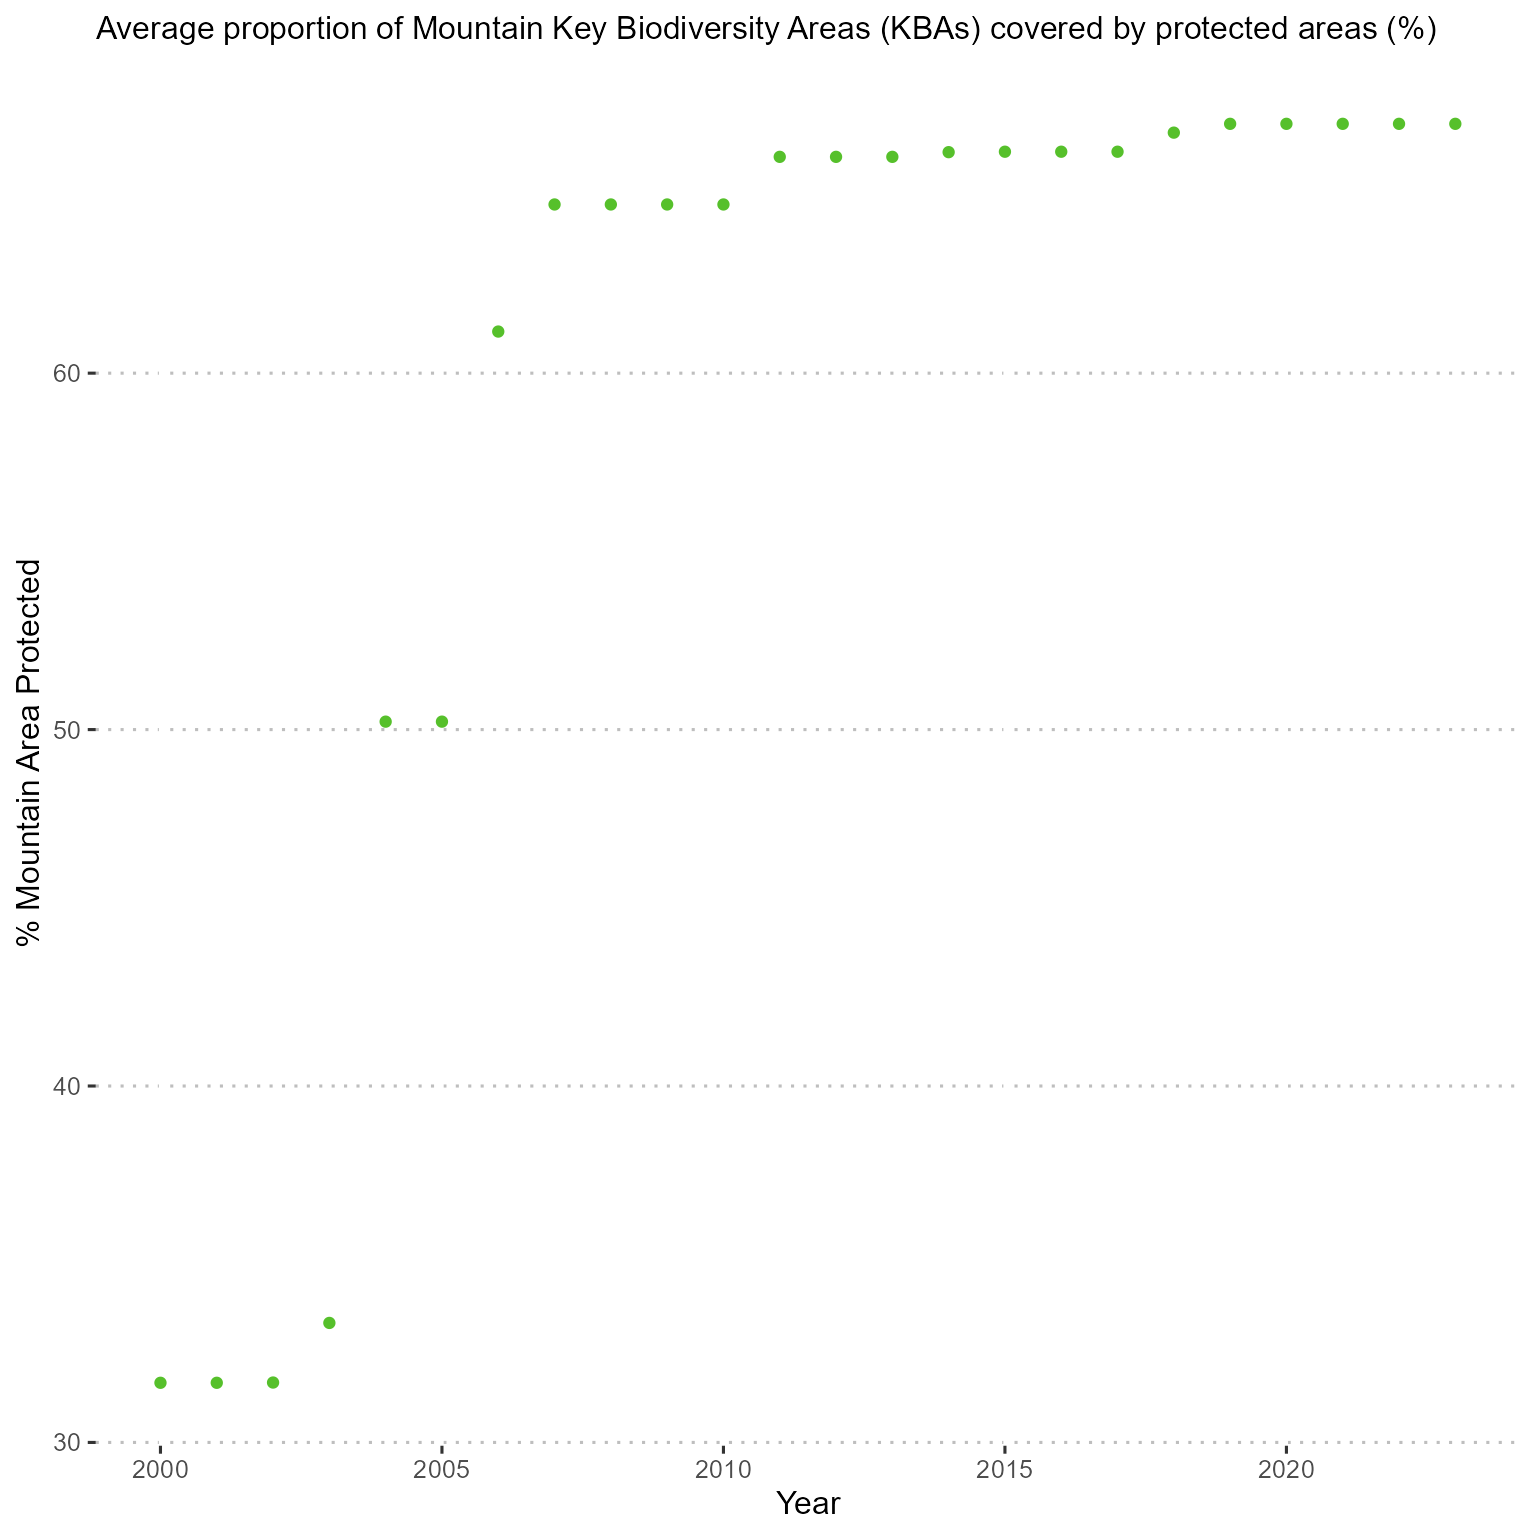 Average proportion of Mountain Key Biodiversity Areas (KBAs) covered by protected areas (%)
% Mountain Area Protected
60
50
40
30
2000 2005 2010 2015 2020
Year